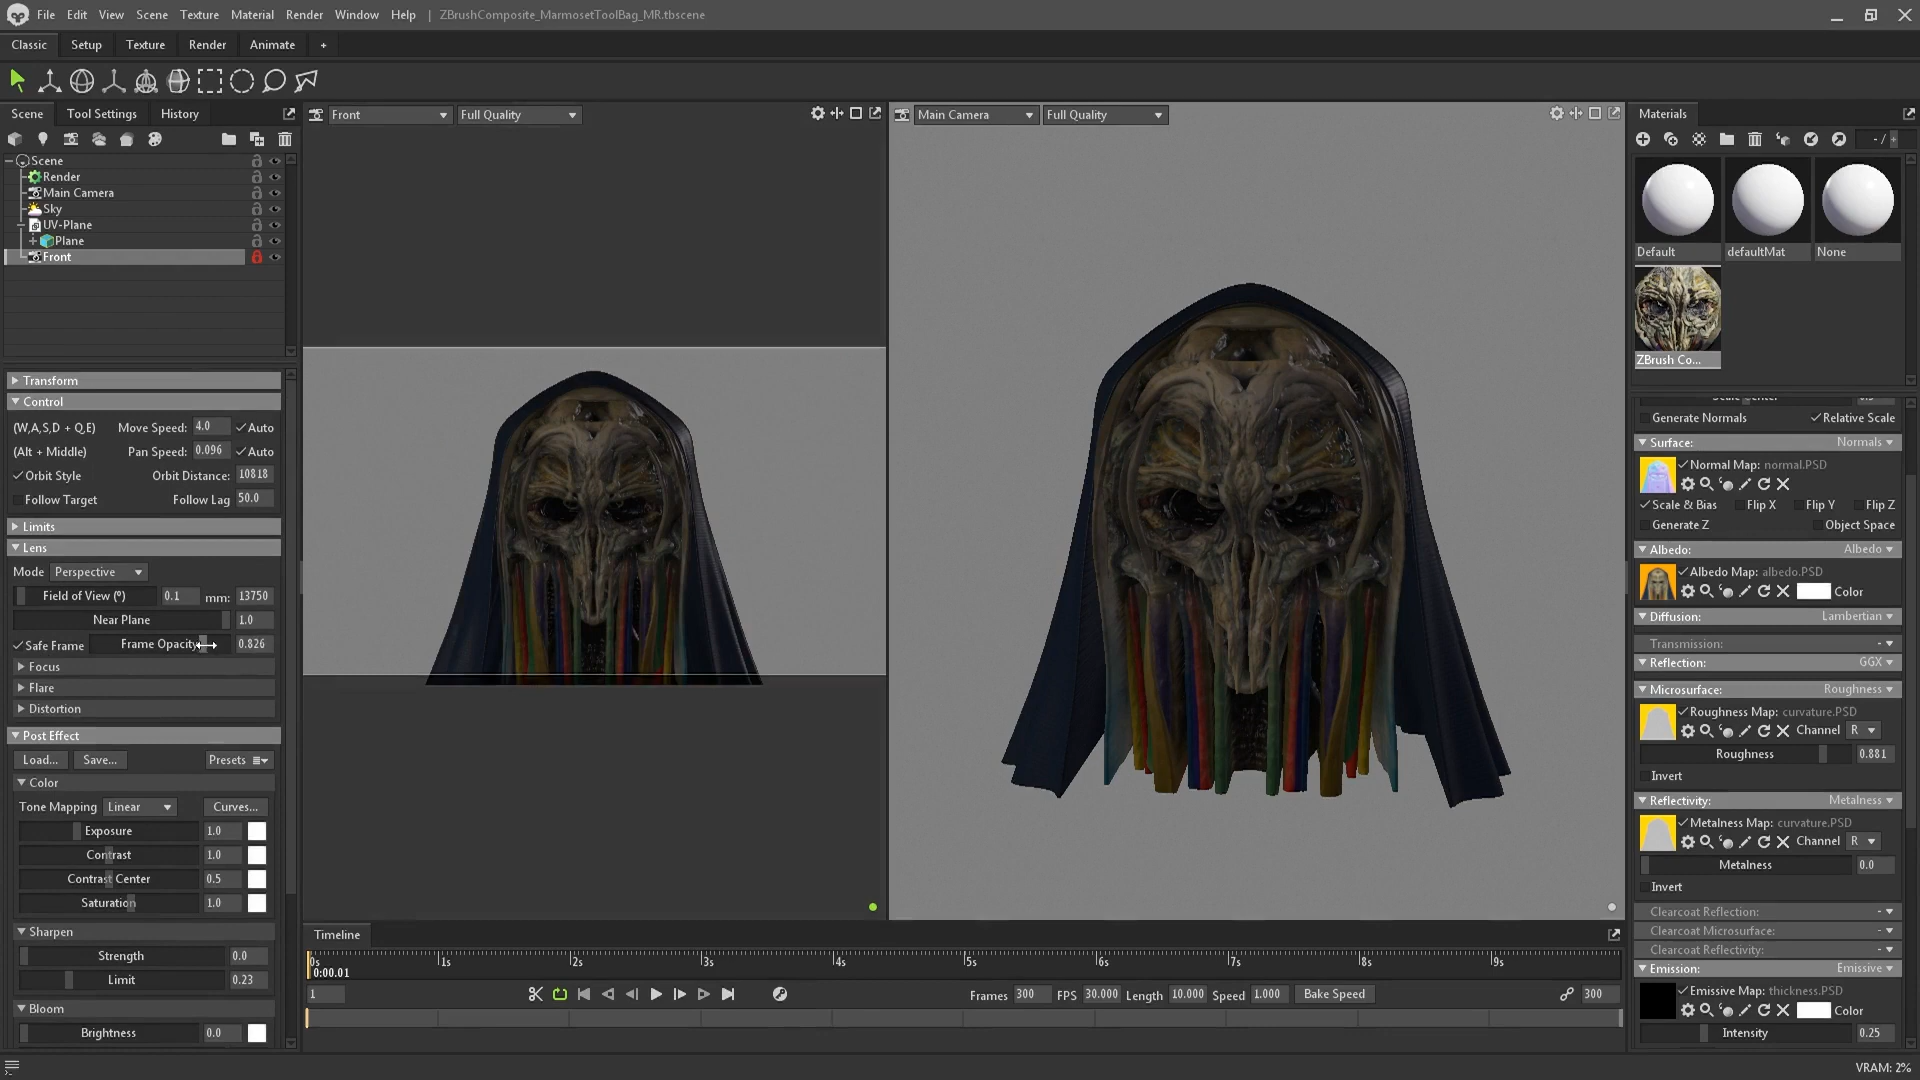 File Edit View Scene Texture Material Render Window Help | ZBrushComposite_MarmosetToolBag_MR.tbscene
Classic Setup Texture Render Animate +
Scene Tool Settings History
Scene
Render
Main Camera
Sky
UV-Plane
Plane
Front
Transform
Control
(W,A,S,D + Q,E) Move Speed: 4.0 Auto
(Alt + Middle) Pan Speed: 0.096 Auto
Orbit Style Orbit Distance: 10818
Follow Target Follow Lag 50.0
Limits
Lens
Mode Perspective
Field of View (º) 0.1 mm: 13750
Near Plane 1.0
Safe Frame Frame Opacity 0.826
Focus
Flare
Distortion
Post Effect
Load... Save... Presets
Color
Tone Mapping Linear Curves...
Exposure 1.0
Contrast 1.0
Contrast Center 0.5
Saturation 1.0
Sharpen
Strength 0.0
Limit 0.23
Bloom
Brightness 0.0
Front Full Quality
Main Camera Full Quality
Timeline
0s 1s 2s 3s 4s 5s 6s 7s 8s 9s
0:00.01
1 Frames 300 FPS 30.000 Length 10.000 Speed 1.000 Bake Speed 300
Materials
- /
Default defaultMat None
ZBrush Co...
Generate Normals Relative Scale
Surface: Normals
Normal Map: normal.PSD
Scale & Bias Flip X Flip Y Flip Z
Generate Z Object Space
Albedo: Albedo
Albedo Map: albedo.PSD
Color
Diffusion: Lambertian
Transmission: -
Reflection: GGX
Microsurface: Roughness
Roughness Map: curvature.PSD
Channel R
Roughness 0.881
Invert
Reflectivity: Metalness
Metalness Map: curvature.PSD
Channel R
Metalness 0.0
Invert
Clearcoat Reflection: -
Clearcoat Microsurface: -
Clearcoat Reflectivity: -
Emission: Emissive
Emissive Map: thickness.PSD
Color
Intensity 0.25
VRAM: 2%